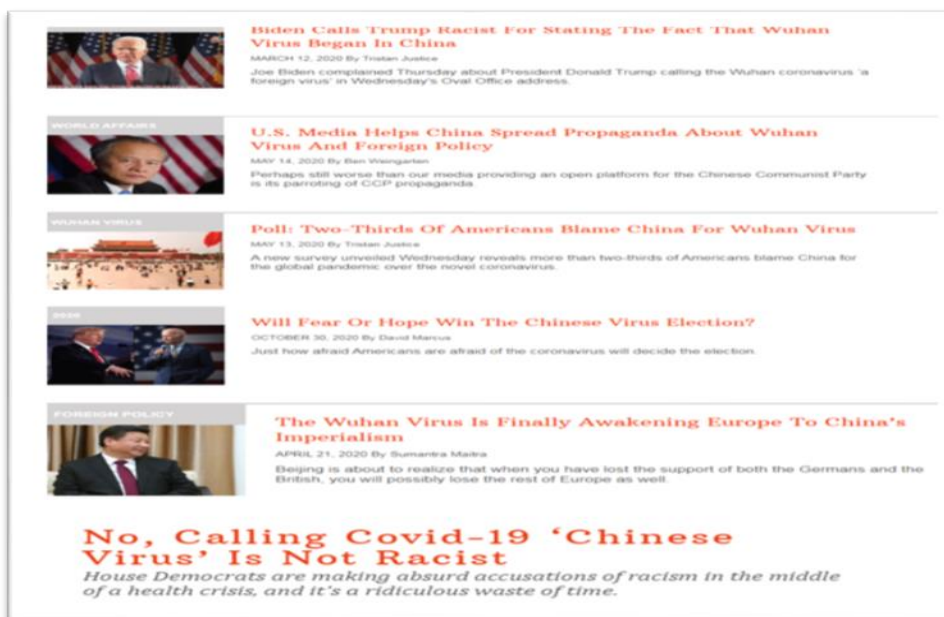 Biden Calls Trump Racist For Stating The Fact That Wuhan
Virus Began In China
MARCH 12, 2020 By Tristan Justice
Joe Biden complained Thursday about President Donald Trump calling the Wuhan coronavirus 'a
foreign virus' in Wednesday's Oval Office address.
WORLD AFFAIRS
U.S. Media Helps China Spread Propaganda About Wuhan
Virus And Foreign Policy
MAY 14, 2020 By Ben Weingarten
Perhaps still worse than our media providing an open platform for the Chinese Communist Party
is its parroting of CCP propaganda.
WUHAN VIRUS
Poll: Two-Thirds Of Americans Blame China For Wuhan Virus
MAY 13, 2020 By Tristan Justice
A new survey unveiled Wednesday reveals more than two-thirds of Americans blame China for
the global pandemic over the novel coronavirus.
2020
Will Fear Or Hope Win The Chinese Virus Election?
OCTOBER 30, 2020 By David Marcus
Just how afraid Americans are afraid of the coronavirus will decide the election.
FOREIGN POLICY
The Wuhan Virus Is Finally Awakening Europe To China's
Imperialism
APRIL 21, 2020 By Sumantra Maitra
Beijing is about to realize that when you have lost the support of both the Germans and the
British, you will possibly lose the rest of Europe as well.
No, Calling Covid-19 'Chinese
Virus' Is Not Racist
House Democrats are making absurd accusations of racism in the middle
of a health crisis, and it's a ridiculous waste of time.